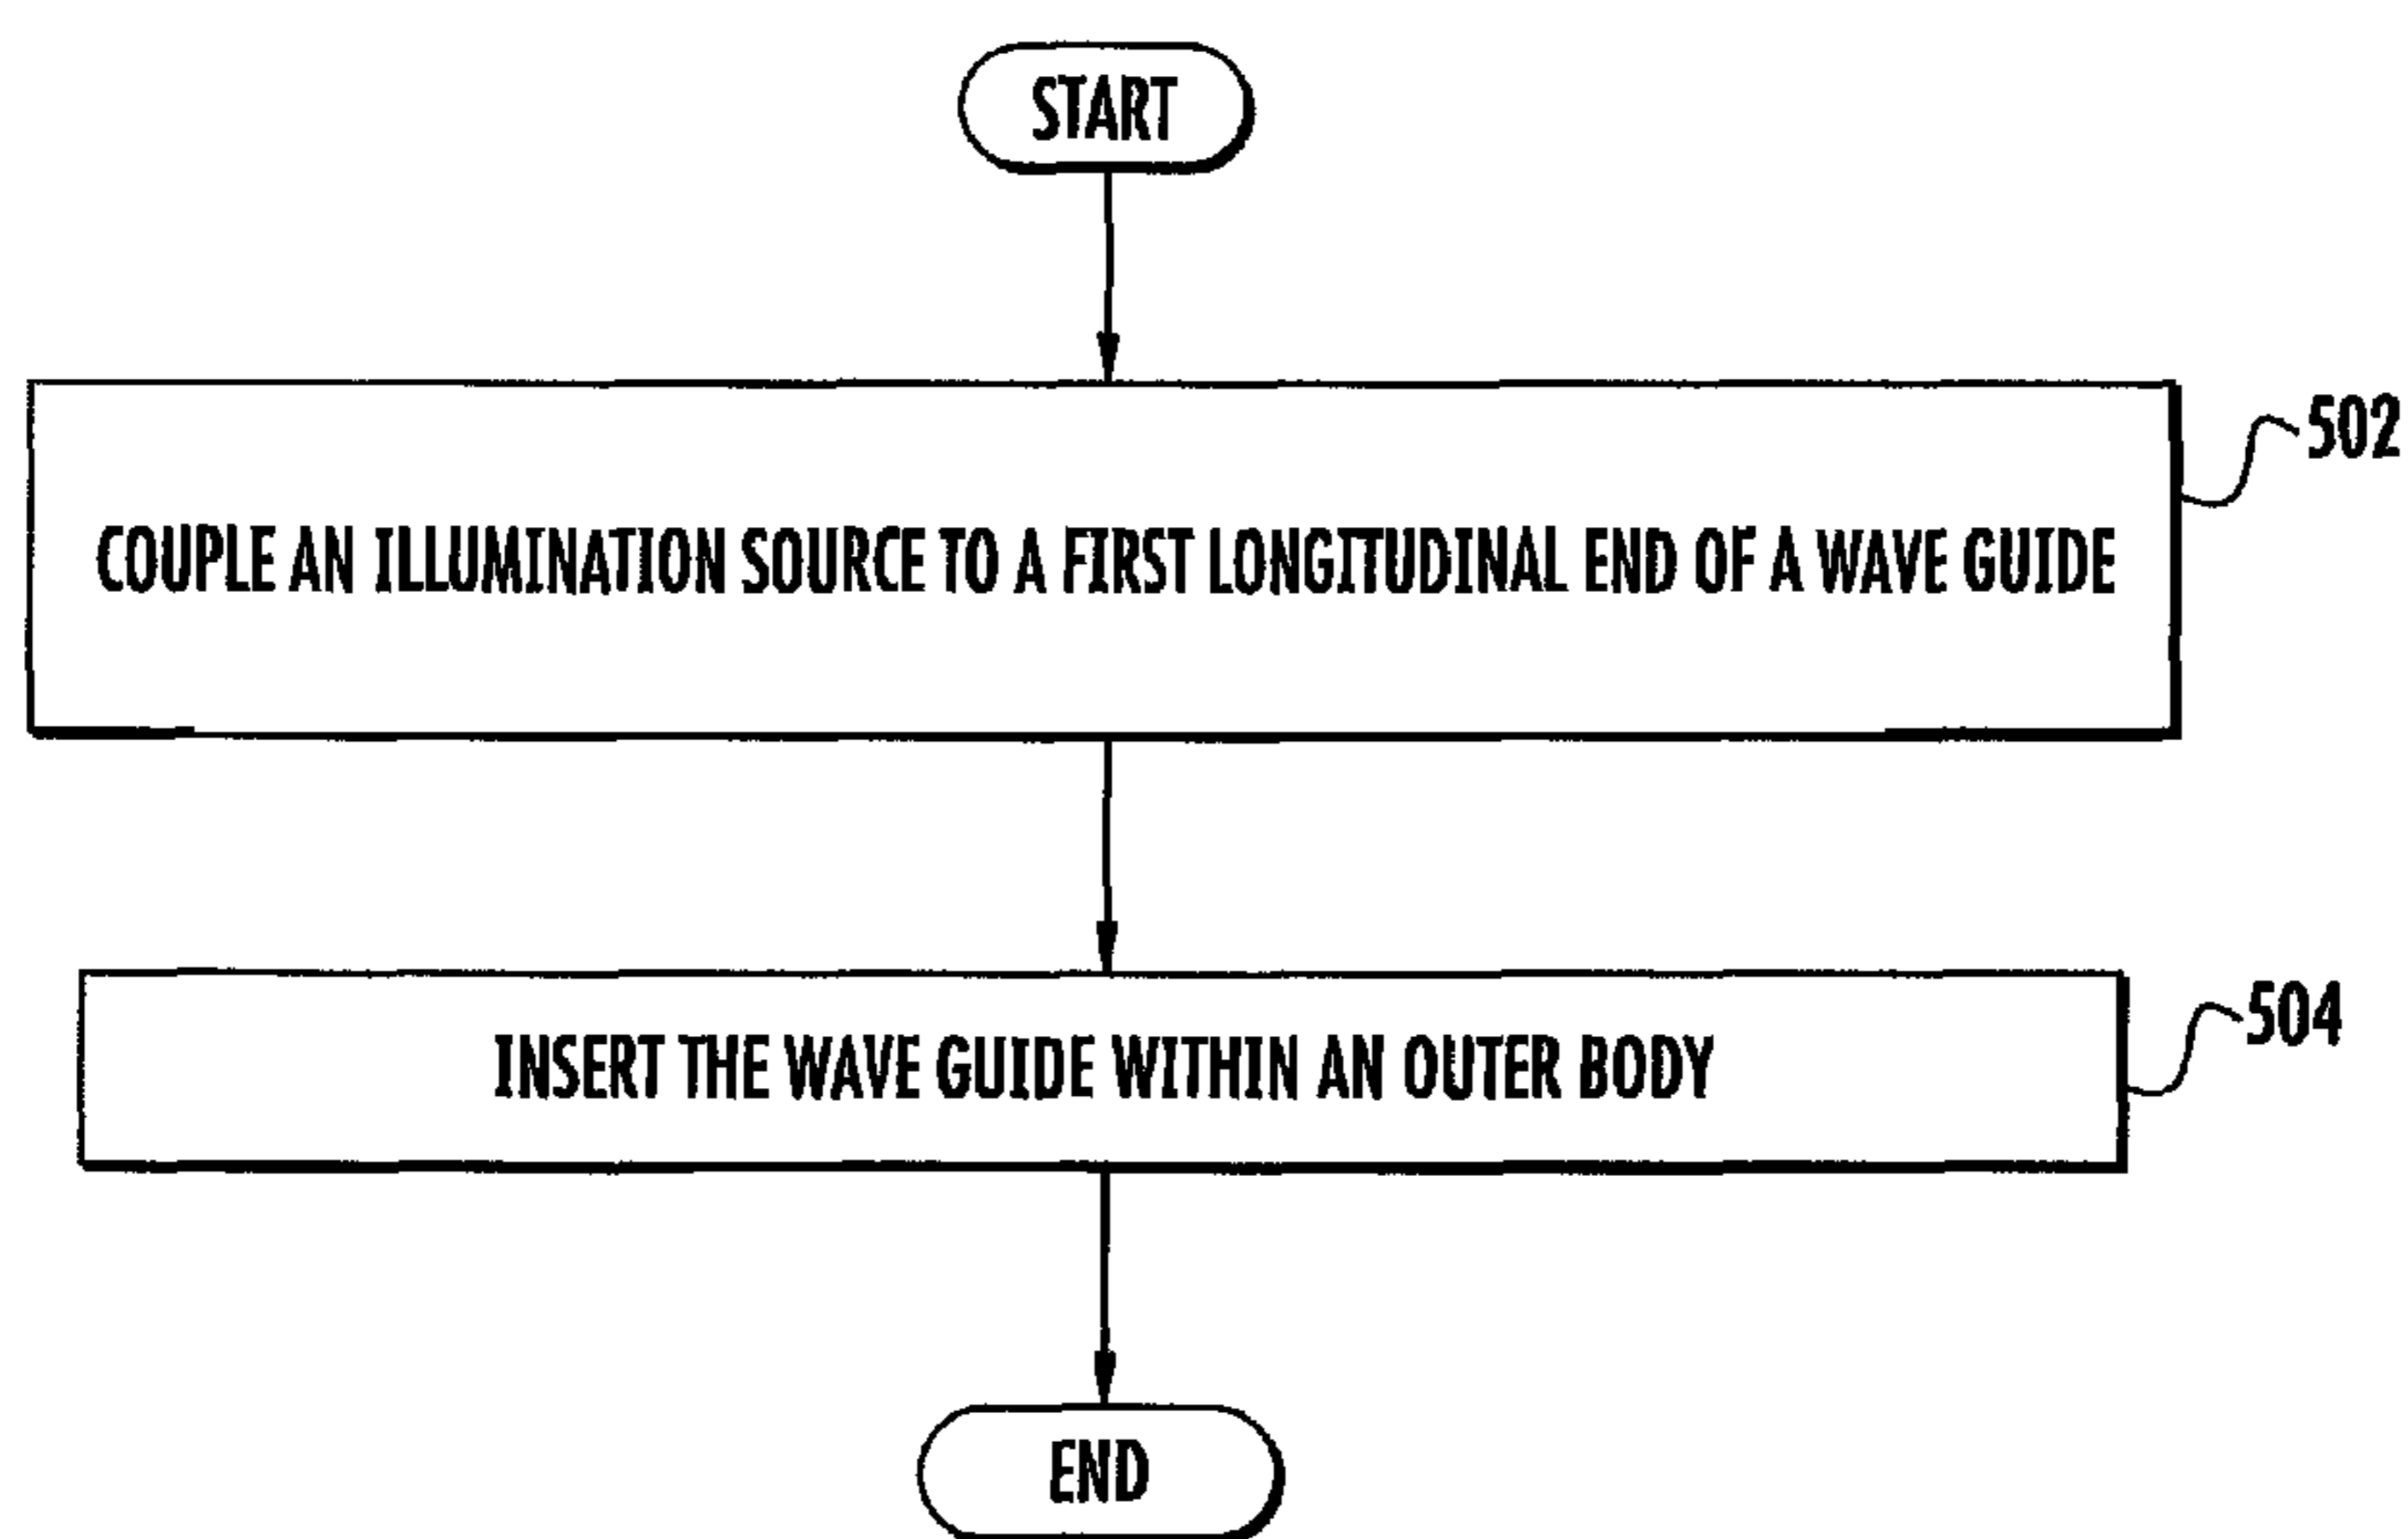 START
502
COUPLE AN ILLUMINATION SOURCE TO A FIRST LONGITUDINAL END OF A WAVE GUIDE
504
INSERT THE WAVE GUIDE WITHIN AN OUTER BODY
END